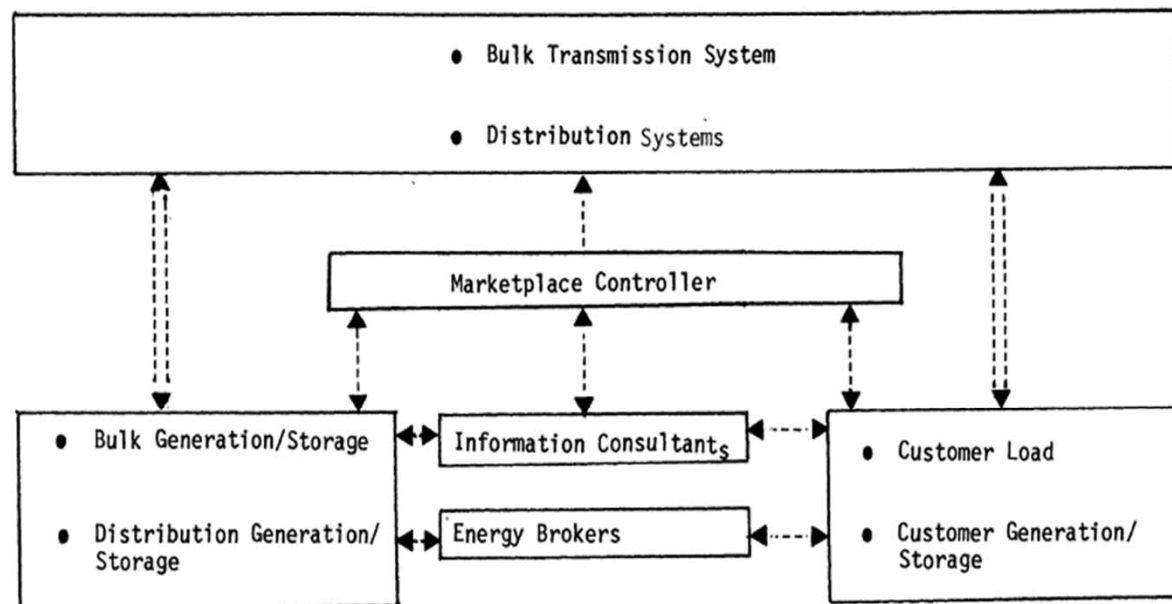 • Bulk Transmission System
• Distribution Systems
Marketplace Controller
• Bulk Generation/Storage
• Distribution Generation/
Storage
Information Consultants
Energy Brokers
• Customer Load
• Customer Generation/
Storage